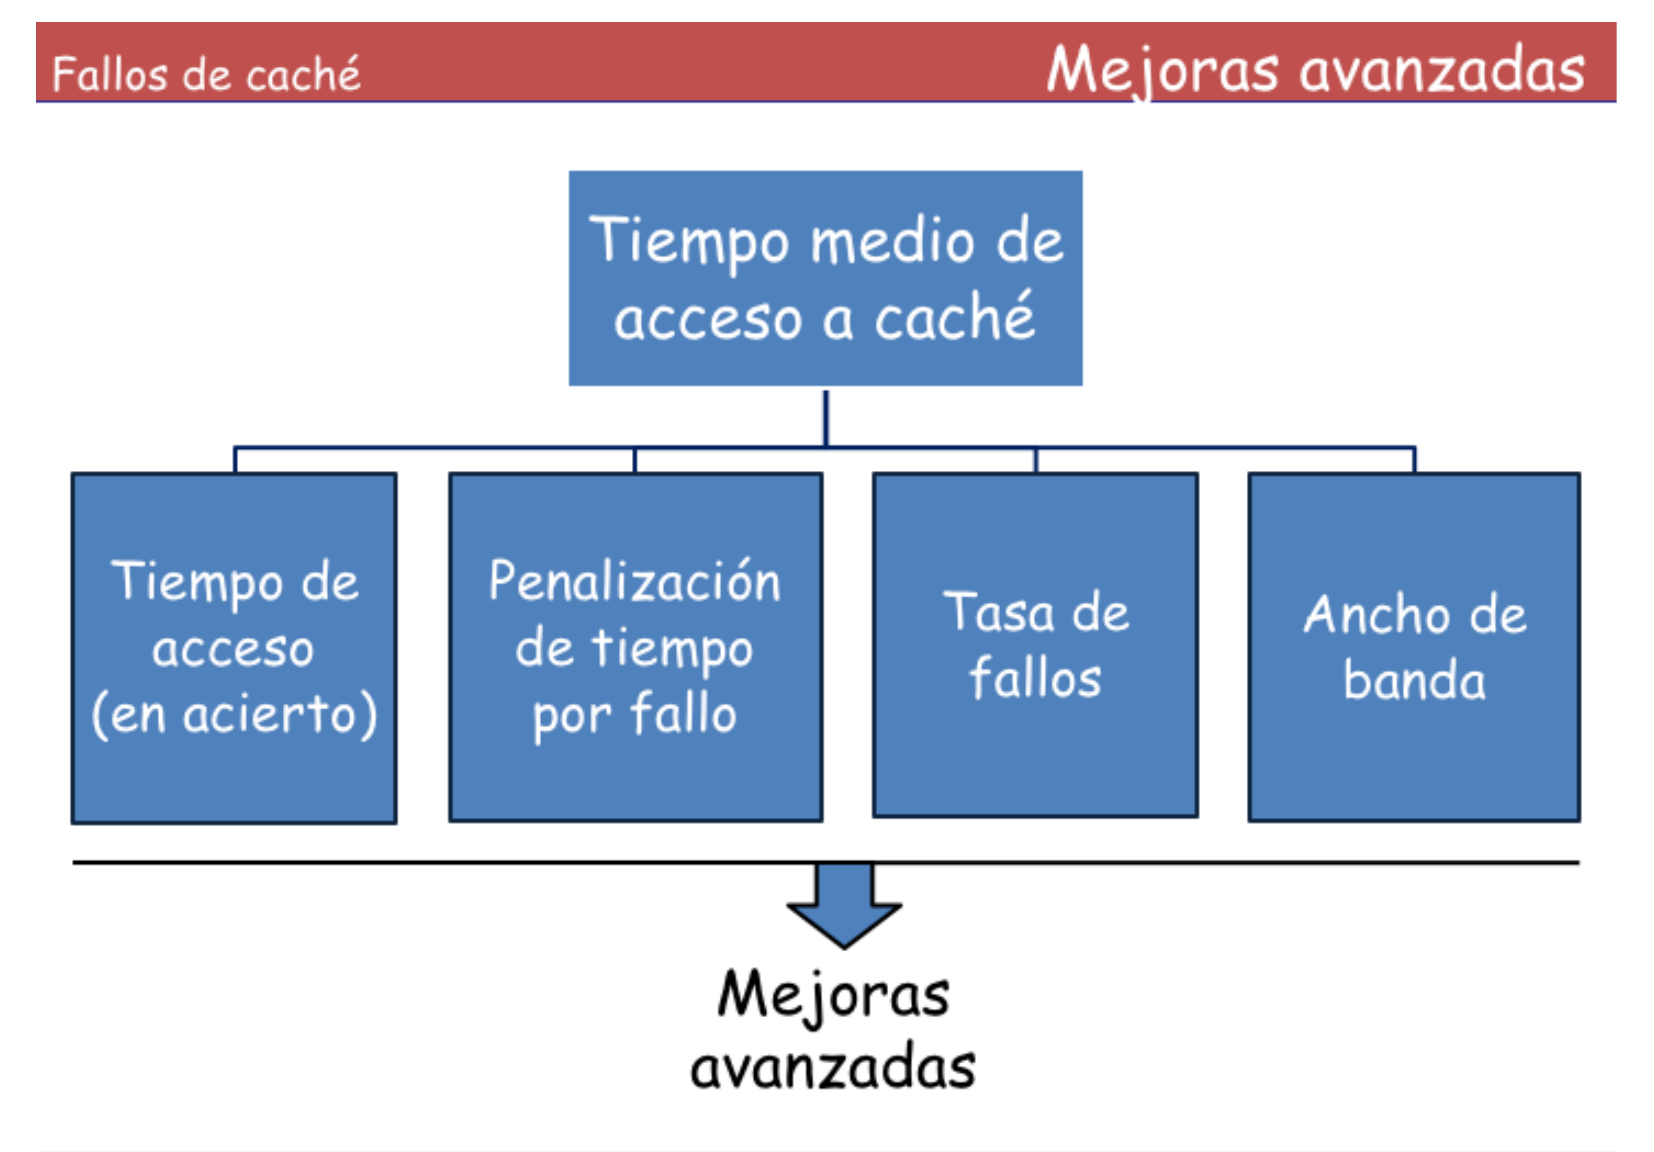 Fallos de caché
Mejoras avanzadas
Tiempo medio de
acceso a caché
Tiempo de
acceso
(en acierto)
Penalización
de tiempo
por fallo
Tasa de
fallos
Ancho de
banda
Mejoras
avanzadas